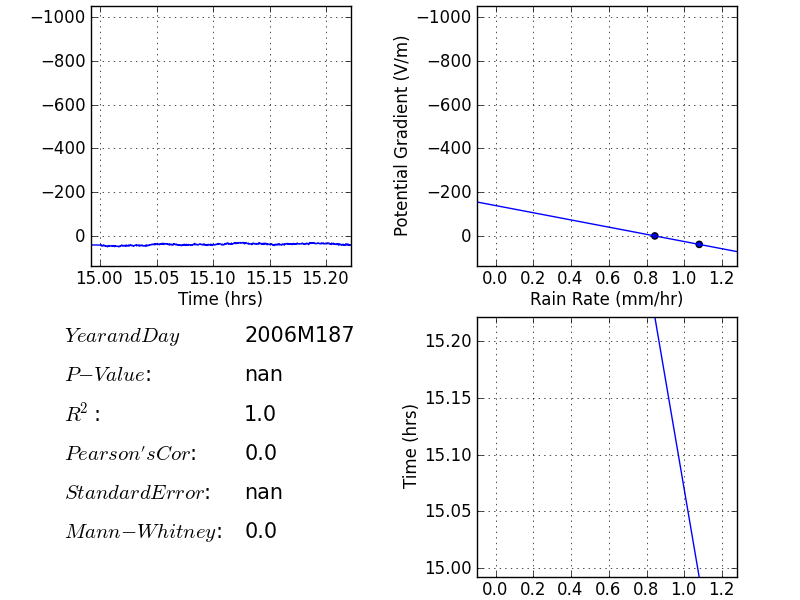 −1000
−800
−600
−400
−200
0
15.00 15.05 15.10 15.15 15.20
Time (hrs)
Potential Gradient (V/m)
−1000
−800
−600
−400
−200
0
0.0 0.2 0.4 0.6 0.8 1.0 1.2
Rain Rate (mm/hr)
YearandDay 2006M187
P−Value: nan
R²: 1.0
Pearson'sCor: 0.0
StandardError: nan
Mann−Whitney: 0.0
Time (hrs)
15.20
15.15
15.10
15.05
15.00
0.0 0.2 0.4 0.6 0.8 1.0 1.2